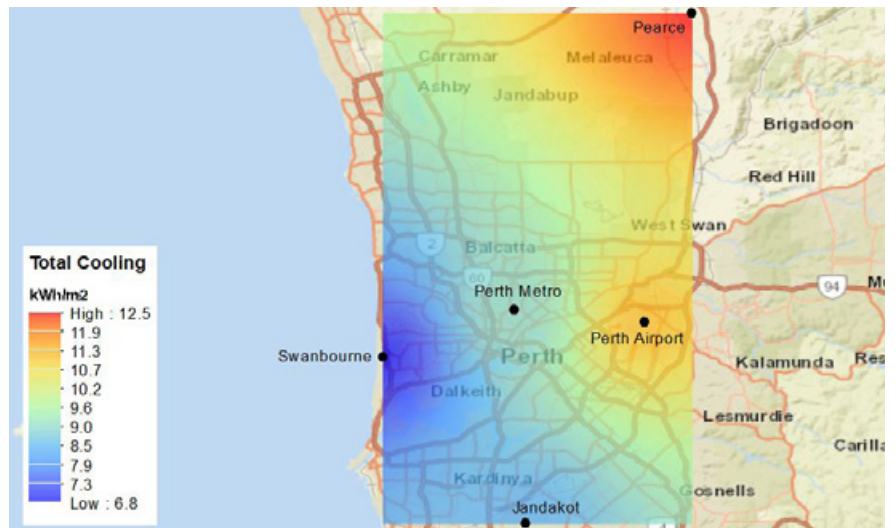 Pearce
Carramar
Melaleuca
Ashby
Jandabup
Brigadoon
Red Hill
West Swan
2
Balcatta
60
94
Perth Metro
Perth Airport
Swanbourne
Perth
Kalamunda
Dalkeith
Lesmurdie
Kardinya
Gosnells
Jandakot
Total Cooling
kWh/m2
High : 12.5
11.9
11.3
10.7
10.2
9.6
9.0
8.5
7.9
7.3
Low : 6.8